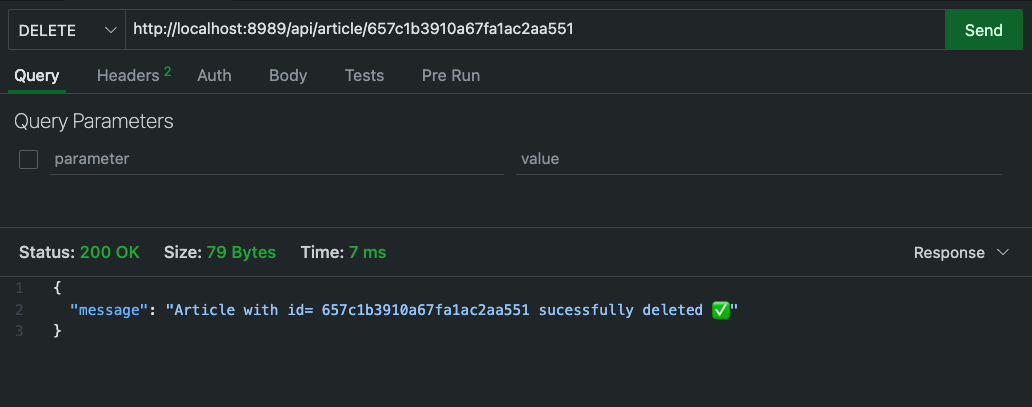 DELETE http://localhost:8989/api/article/657c1b3910a67fa1ac2aa551 Send
Query Headers 2 Auth Body Tests Pre Run
Query Parameters
parameter value
Status: 200 OK Size: 79 Bytes Time: 7 ms Response
1 {
2 "message": "Article with id= 657c1b3910a67fa1ac2aa551 sucessfully deleted ✅"
3 }